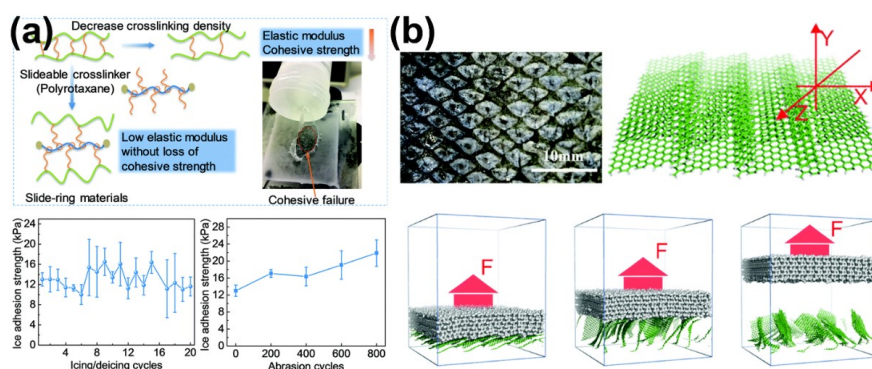 (a)
Decrease crosslinking density
Elastic modulus
Cohesive strength
Slideable crosslinker
(Polyrotaxane)
Low elastic modulus
without loss of
cohesive strength
Slide-ring materials
Cohesive failure
Ice adhesion strength (kPa)
24
20
16
12
8
4
0
4 8 12 16 20
Icing/deicing cycles
Ice adhesion strength (kPa)
28
24
20
16
12
8
4
0
0 200 400 600 800
Abrasion cycles
(b)
10mm
Y
X
Z
F
F
F